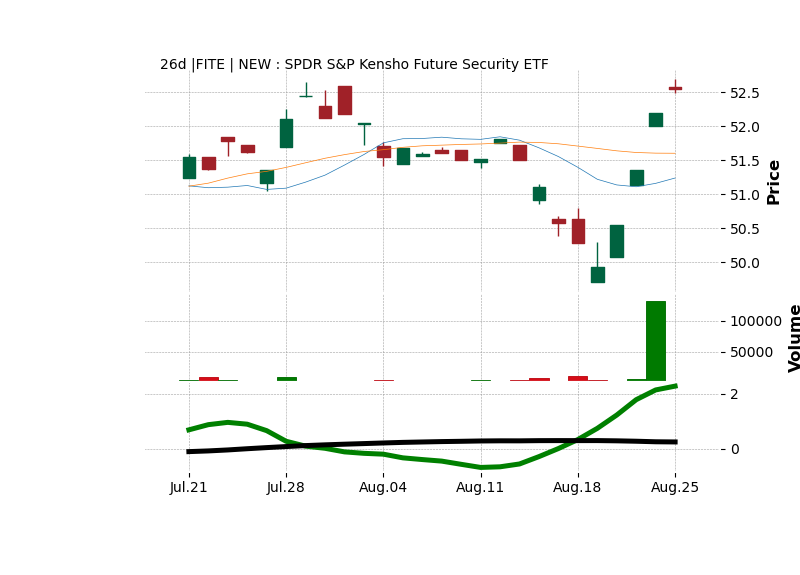 26d |FITE | NEW : SPDR S&P Kensho Future Security ETF
52.5
52.0
51.5
51.0
50.5
50.0
Price
100000
50000
Volume
2
0
Jul.21 Jul.28 Aug.04 Aug.11 Aug.18 Aug.25